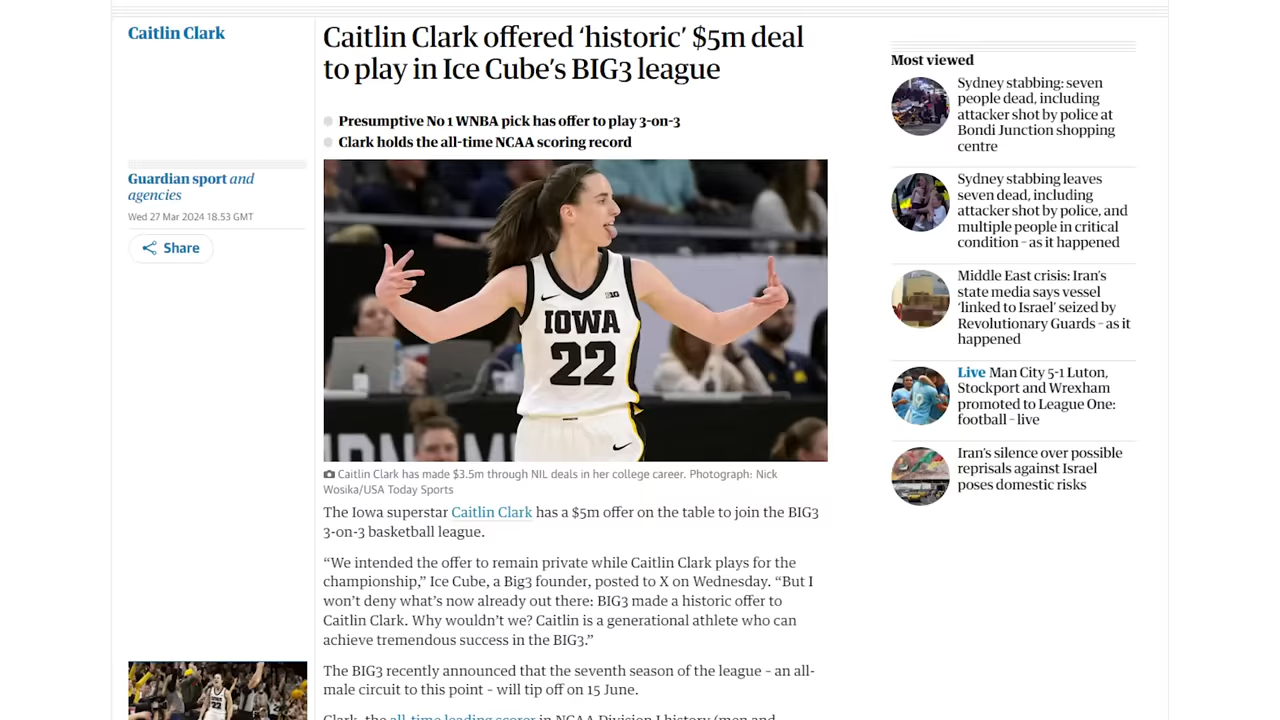 Caitlin Clark
Guardian sport and
agencies
Wed 27 Mar 2024 18.53 GMT
Share
Caitlin Clark offered ‘historic’ $5m deal
to play in Ice Cube’s BIG3 league
Presumptive No 1 WNBA pick has offer to play 3-on-3
Clark holds the all-time NCAA scoring record
IOWA
22
Caitlin Clark has made $3.5m through NIL deals in her college career. Photograph: Nick
Wosika/USA Today Sports
The Iowa superstar Caitlin Clark has a $5m offer on the table to join the BIG3
3-on-3 basketball league.
“We intended the offer to remain private while Caitlin Clark plays for the
championship,” Ice Cube, a Big3 founder, posted to X on Wednesday. “But I
won’t deny what’s now already out there: BIG3 made a historic offer to
Caitlin Clark. Why wouldn’t we? Caitlin is a generational athlete who can
achieve tremendous success in the BIG3.”
The BIG3 recently announced that the seventh season of the league – an all-
male circuit to this point – will tip off on 15 June.
Clark, the all-time leading scorer in NCAA Division I history (men and
Most viewed
Sydney stabbing: seven
people dead, including
attacker shot by police at
Bondi Junction shopping
centre
Sydney stabbing leaves
seven dead, including
attacker shot by police, and
multiple people in critical
condition – as it happened
Middle East crisis: Iran’s
state media says vessel
‘linked to Israel’ seized by
Revolutionary Guards – as it
happened
Live Man City 5-1 Luton,
Stockport and Wrexham
promoted to League One:
football – live
Iran’s silence over possible
reprisals against Israel
poses domestic risks